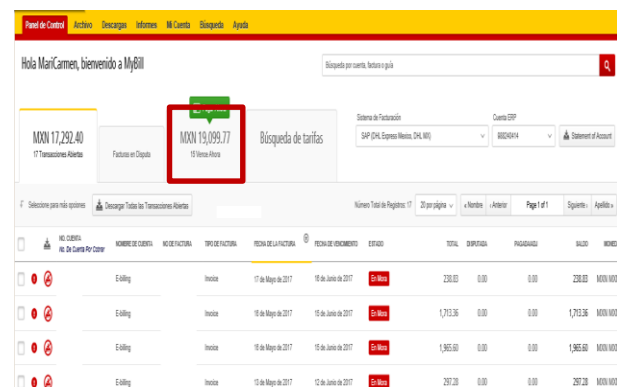 Panel de Control Archivo Descargas Informes Mi Cuenta Búsqueda Ayuda
Hola MariCarmen, bienvenido a MyBill
Búsqueda por cuenta, factura o guía
MXN 17,292.40
17 Transacciones Abiertas
Facturas en Disputa
MXN 19,099.77
15 Vence Ahora
Búsqueda de tarifas
Sistema de Facturación
SAP (DHL Express Mexico, DHL MX)
Cuenta ERP
Statement of Account
Seleccione para más opciones Descargar Todas las Transacciones Abiertas
Número Total de Registros: 17 20 por página « Nombre ‹ Anterior Page 1 of 1 Siguiente › Apellido »
NO. CUENTA
No. De Cuenta Por Cobrar
NOMBRE DE CUENTA NO DE FACTURA TIPO DE FACTURA FECHA DE LA FACTURA FECHA DE VENCIMIENTO ESTADO TOTAL DISPUTADA PAGADA/ADJ SALDO
E-billing Invoice 17 de Mayo de 2017 16 de Junio de 2017 En Mora 230.83 0.00 0.00 230.83
E-billing Invoice 16 de Mayo de 2017 15 de Junio de 2017 En Mora 1,713.36 0.00 0.00 1,713.36
E-billing Invoice 16 de Mayo de 2017 15 de Junio de 2017 En Mora 1,965.60 0.00 0.00 1,965.60
E-billing Invoice 13 de Mayo de 2017 12 de Junio de 2017 En Mora 297.28 0.00 0.00 297.28